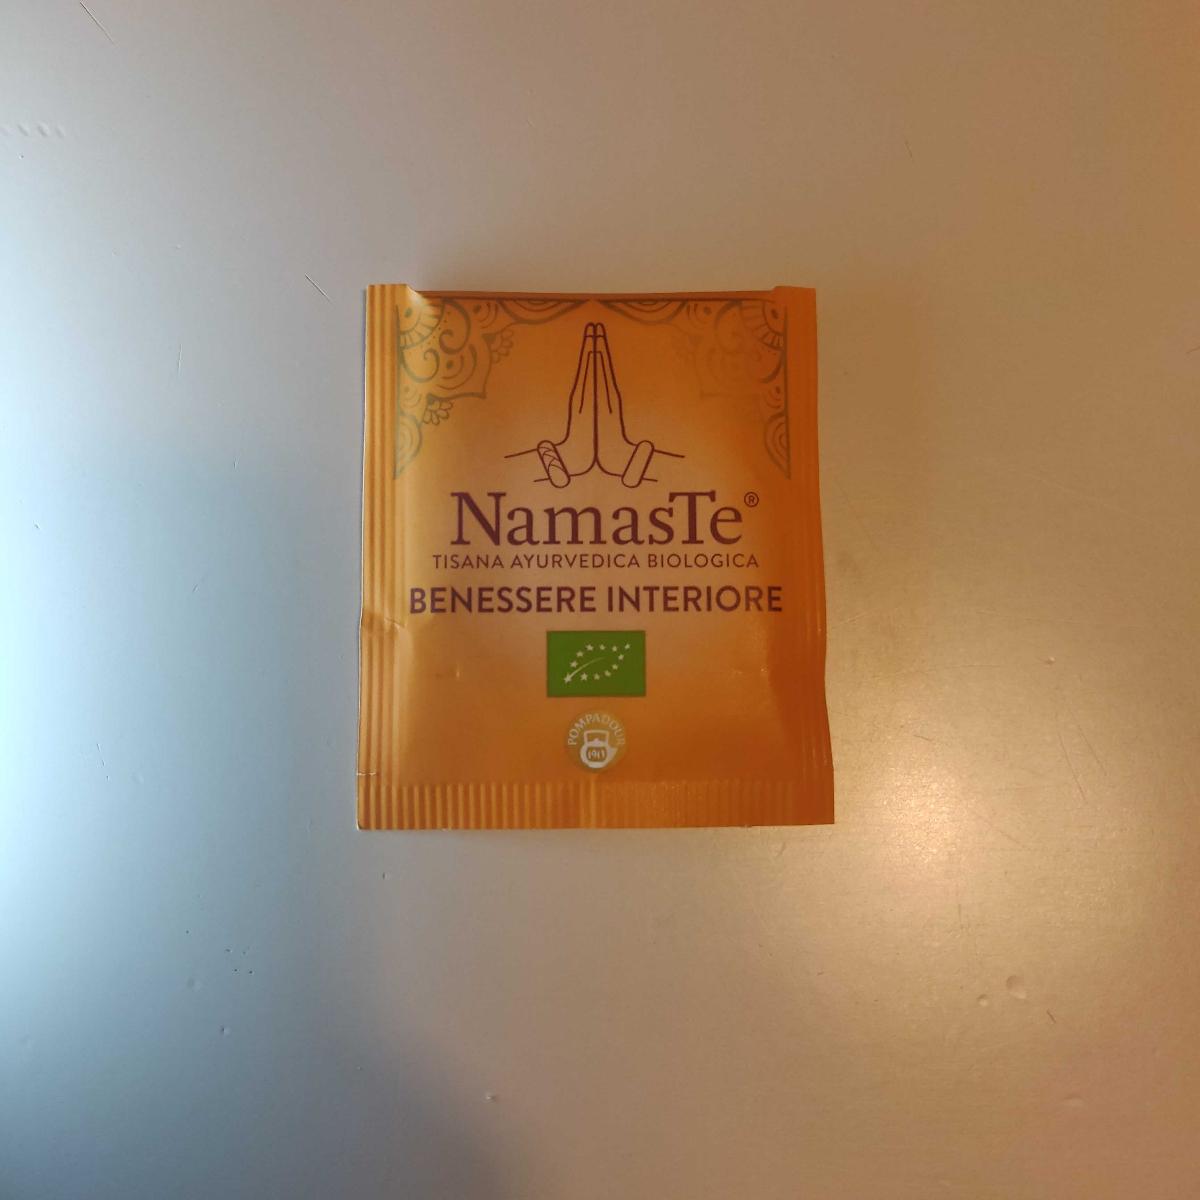 NamasTe®
TISANA AYURVEDICA BIOLOGICA
BENESSERE INTERIORE
POMPADOUR
1913